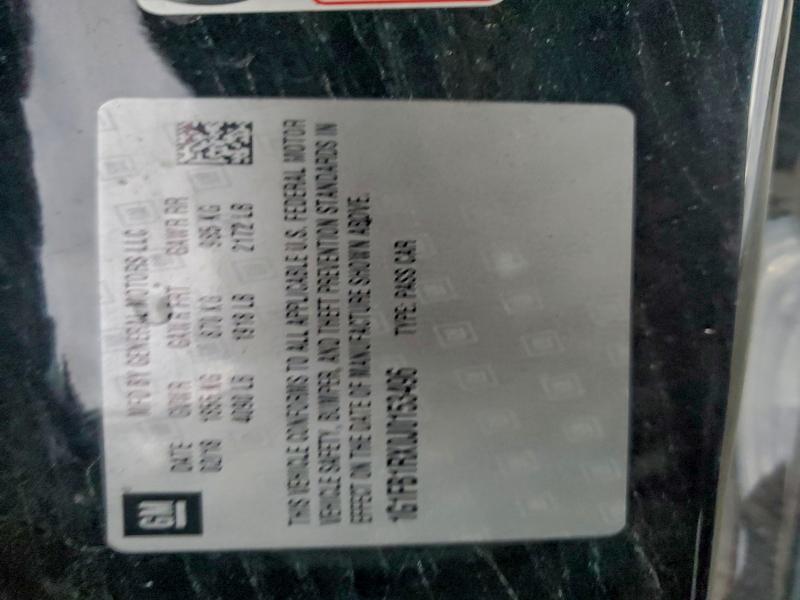 MFD BY GENERAL MOTORS LLC
DATE GVWR GAWR FRT GAWR RR
02/18 1855 KG 870 KG 985 KG
4090 LB 1918 LB 2172 LB
GM
THIS VEHICLE CONFORMS TO ALL APPLICABLE U.S. FEDERAL MOTOR
VEHICLE SAFETY, BUMPER, AND THEFT PREVENTION STANDARDS IN
EFFECT ON THE DATE OF MANUFACTURE SHOWN ABOVE.
1G1FB1RX0J0153496 TYPE: PASS CAR